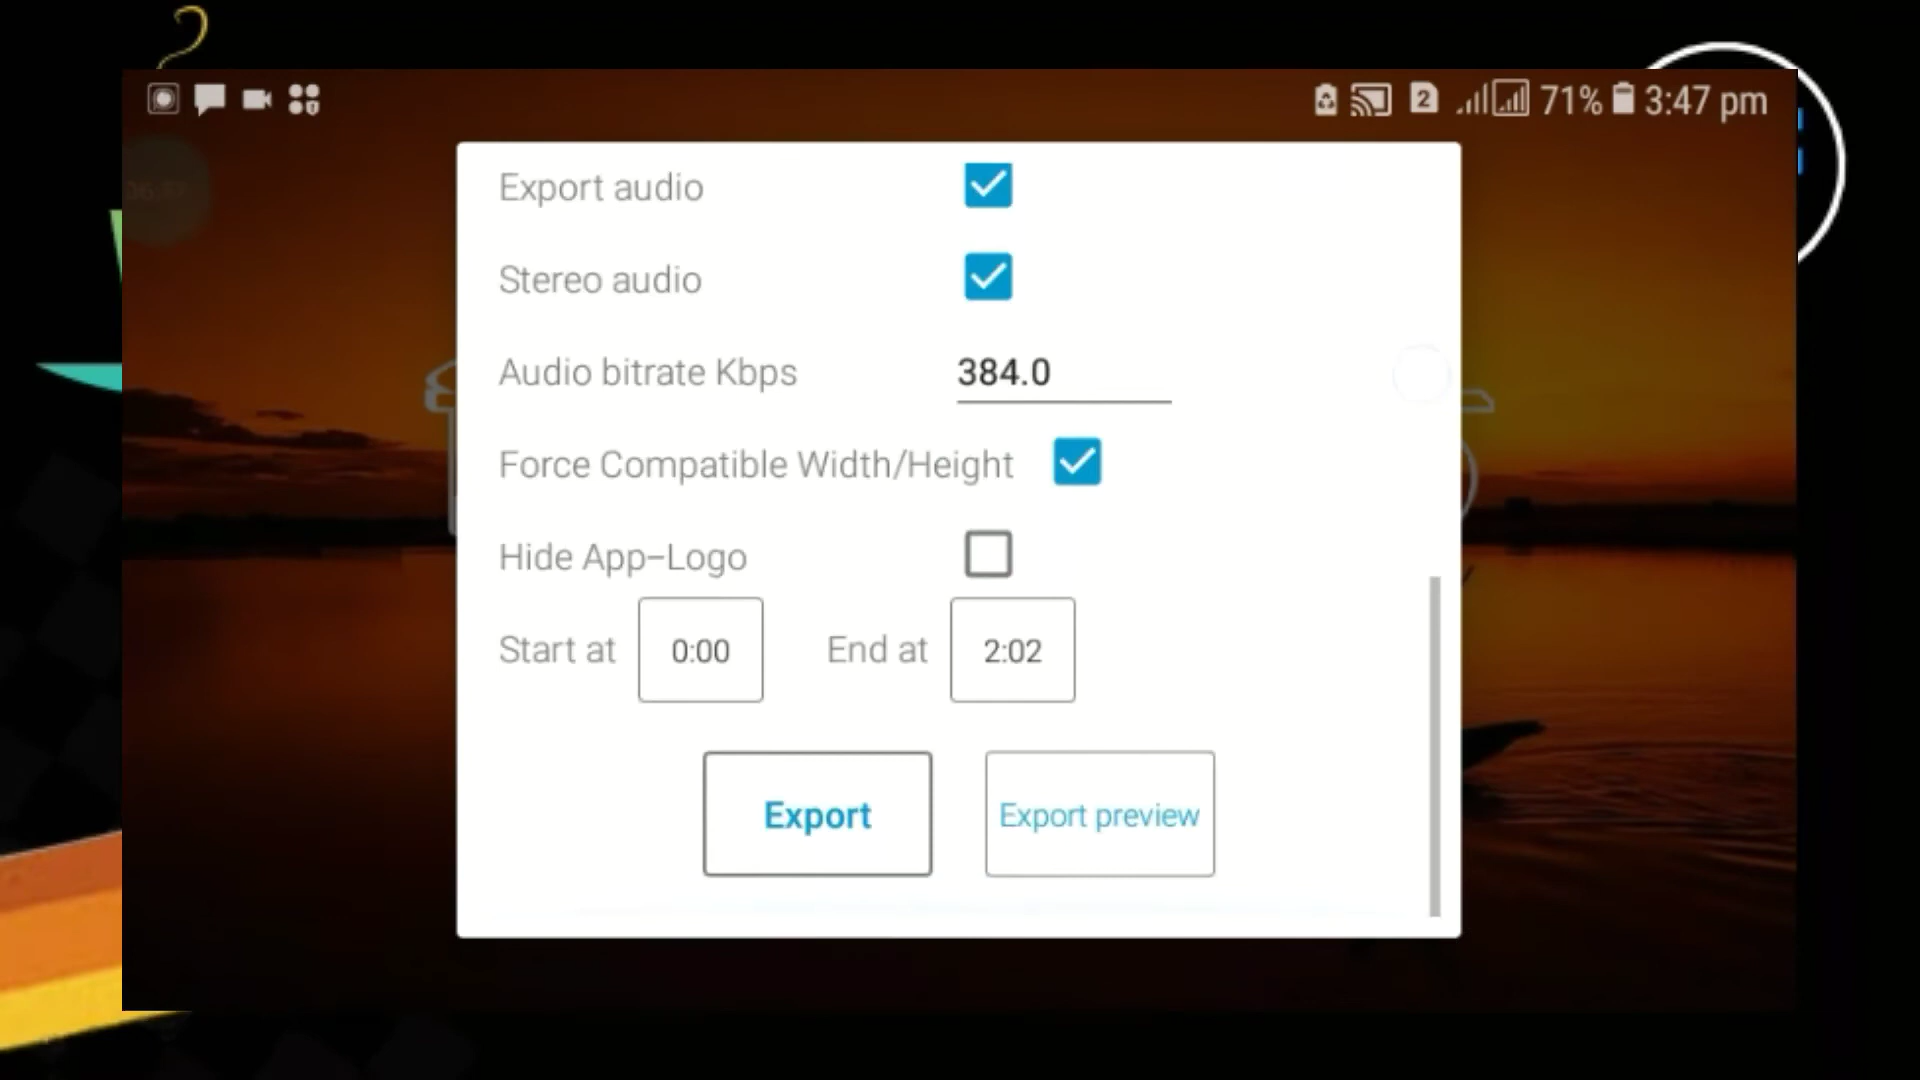 2 71% 3:47 pm
Export audio
Stereo audio
Audio bitrate Kbps 384.0
Force Compatible Width/Height
Hide App-Logo
Start at 0:00 End at 2:02
Export Export preview